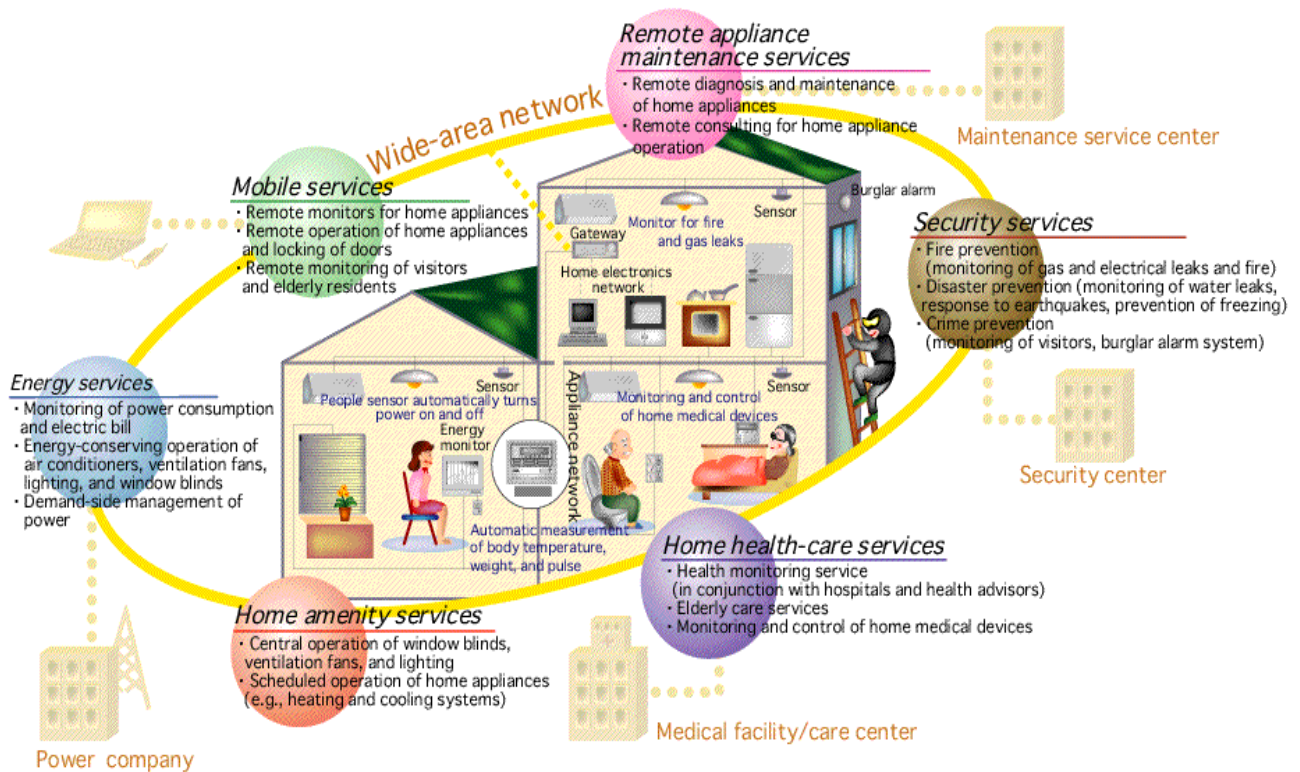 Remote appliance
maintenance services
・Remote diagnosis and maintenance
of home appliances
・Remote consulting for home appliance
operation
Maintenance service center
Wide-area network
Mobile services
・Remote monitors for home appliances
・Remote operation of home appliances
and locking of doors
・Remote monitoring of visitors
and elderly residents
Burglar alarm
Sensor
Monitor for fire
and gas leaks
Gateway
Home electronics
network
Security services
・Fire prevention
(monitoring of gas and electrical leaks and fire)
・Disaster prevention (monitoring of water leaks,
response to earthquakes, prevention of freezing)
・Crime prevention
(monitoring of visitors, burglar alarm system)
Security center
Energy services
・Monitoring of power consumption
and electric bill
・Energy-conserving operation of
air conditioners, ventilation fans,
lighting, and window blinds
・Demand-side management of
power
Sensor
People sensor automatically turns
power on and off
Energy
monitor
Appliance network
Sensor
Monitoring and control
of home medical devices
Automatic measurement
of body temperature,
weight, and pulse
Home health-care services
・Health monitoring service
(in conjunction with hospitals and health advisors)
・Elderly care services
・Monitoring and control of home medical devices
Home amenity services
・Central operation of window blinds,
ventilation fans, and lighting
・Scheduled operation of home appliances
(e.g., heating and cooling systems)
Medical facility/care center
Power company